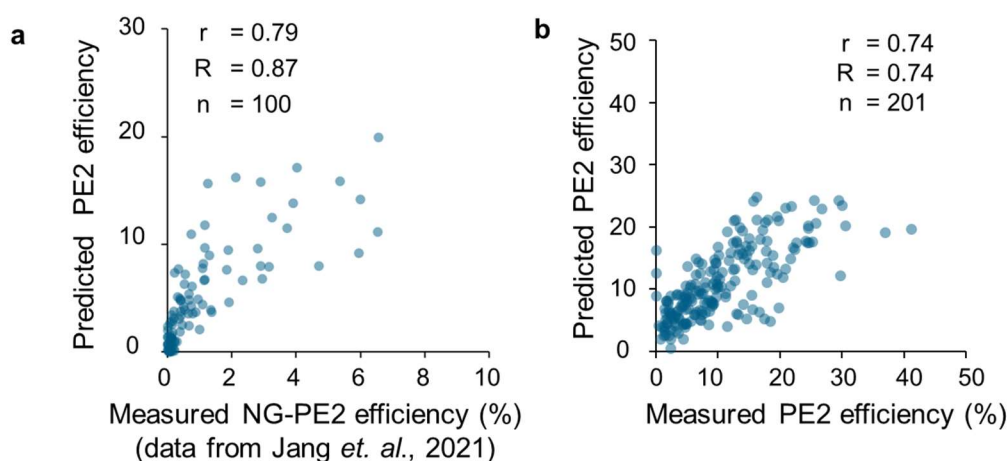 a
Predicted PE2 efficiency
30
20
10
0
r = 0.79
R = 0.87
n = 100
0 2 4 6 8 10
Measured NG-PE2 efficiency (%)
(data from Jang et. al., 2021)
b
Predicted PE2 efficiency
50
40
30
20
10
0
r = 0.74
R = 0.74
n = 201
0 10 20 30 40 50
Measured PE2 efficiency (%)